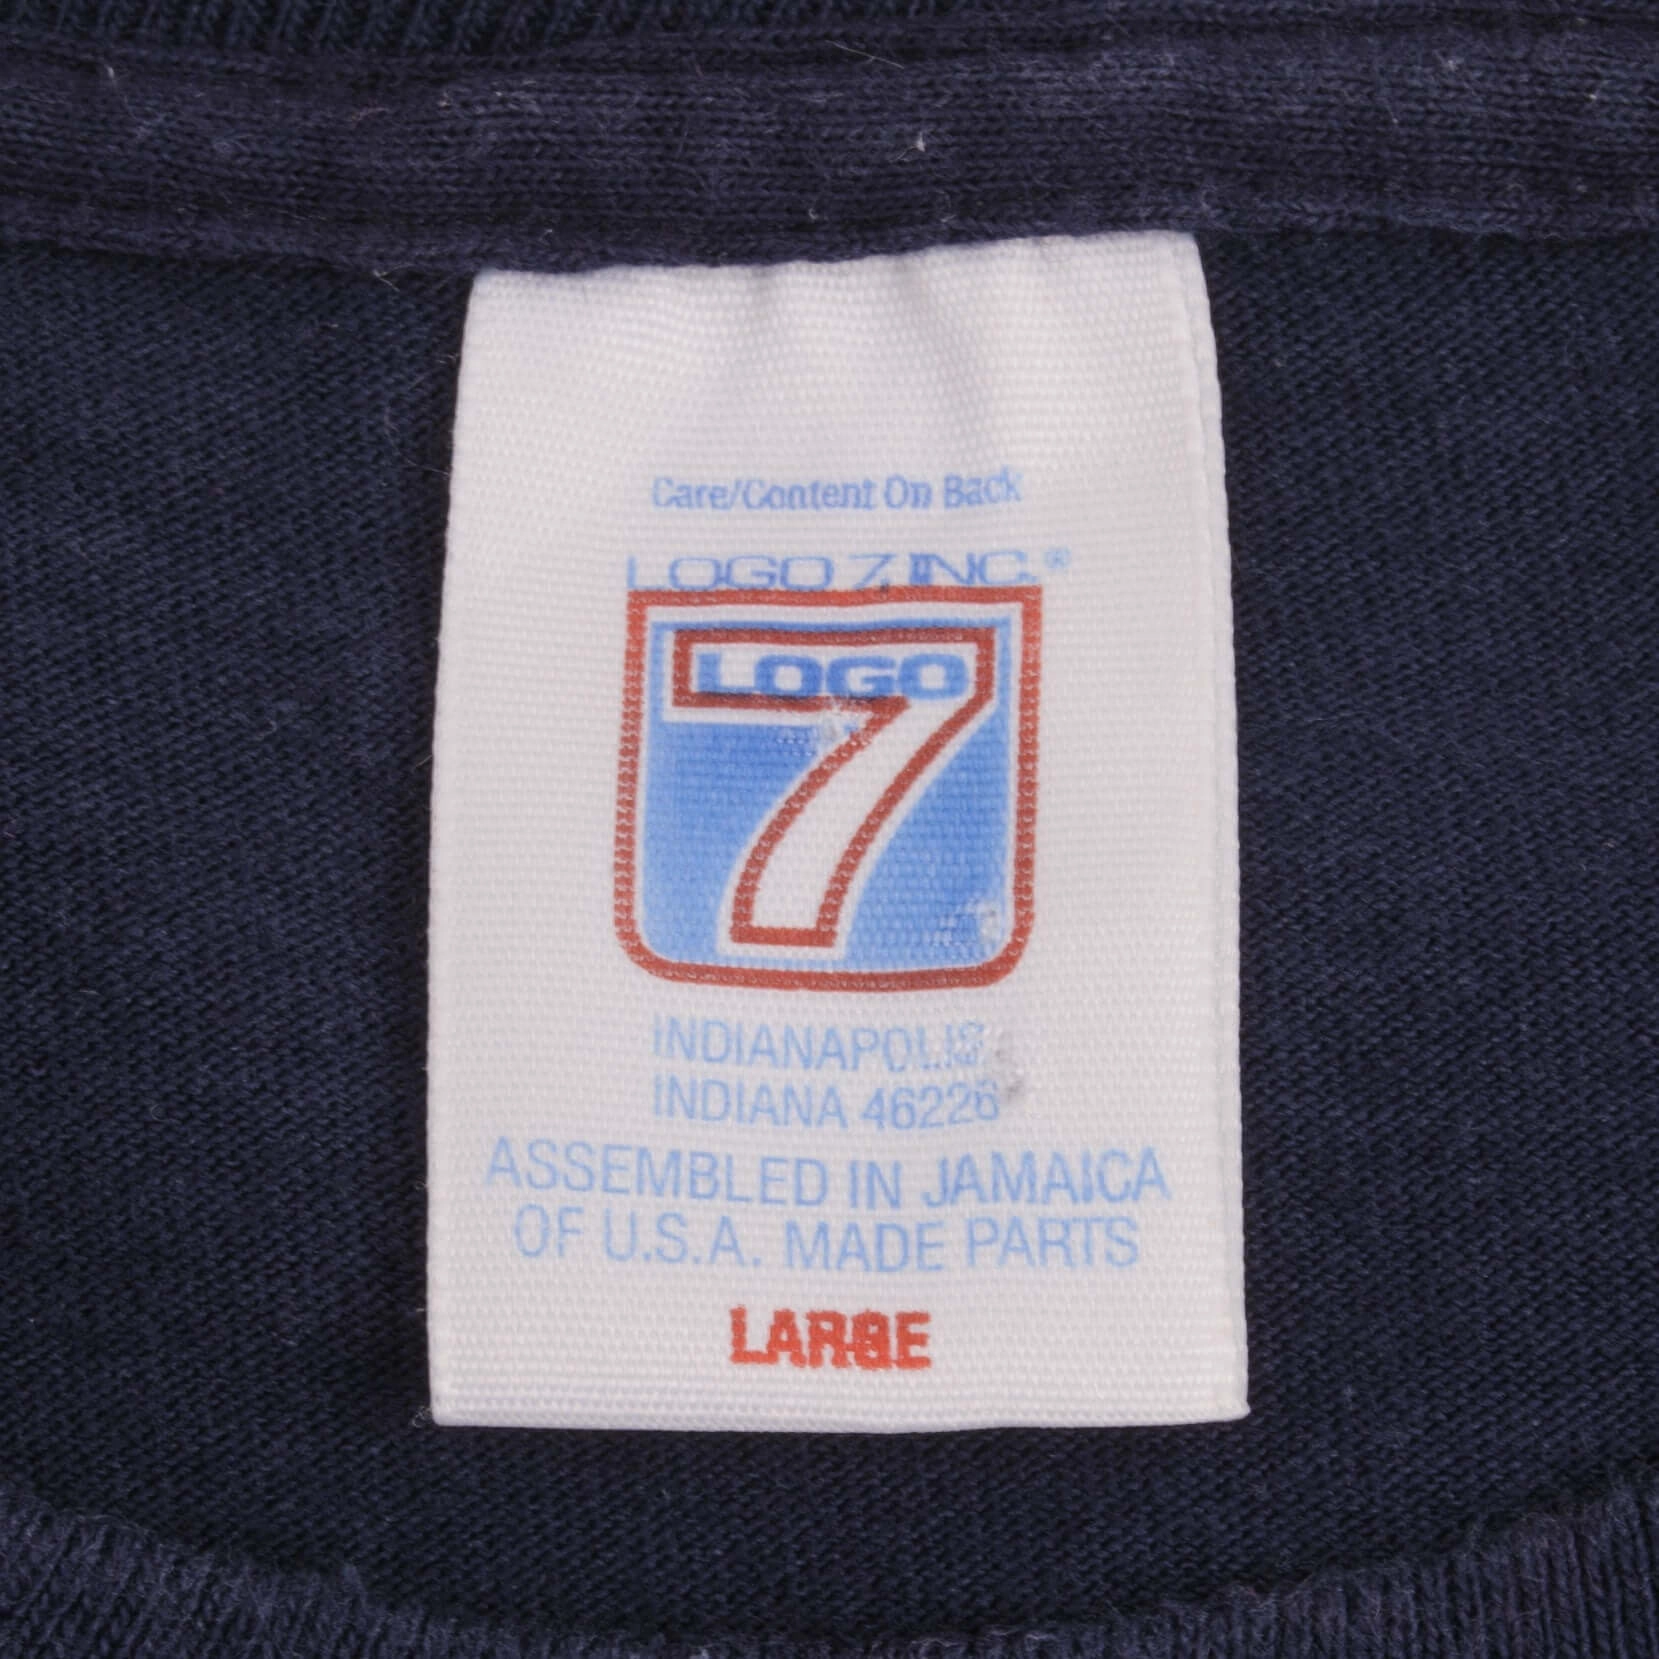 Care/Content On Back
LOGO 7, INC.®
LOGO
7
INDIANAPOLIS,
INDIANA 46226
ASSEMBLED IN JAMAICA
OF U.S.A. MADE PARTS
LARGE